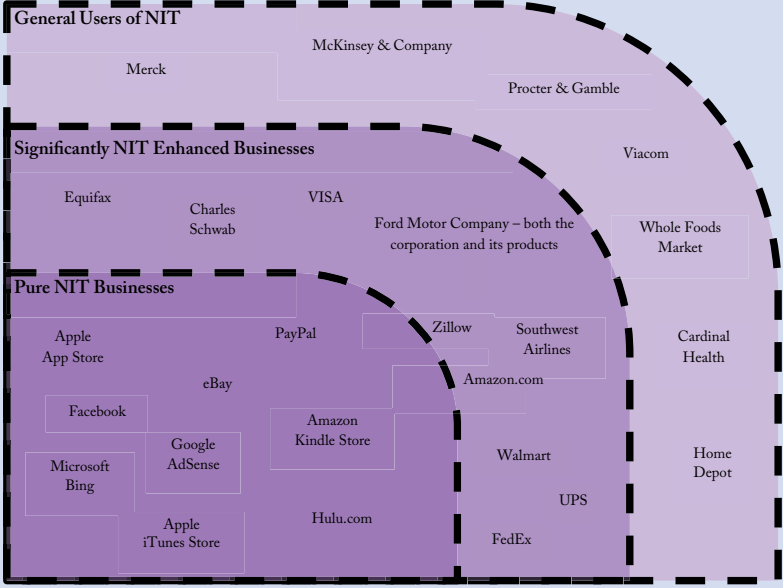 General Users of NIT
McKinsey & Company
Merck
Procter & Gamble
Viacom
Whole Foods
Market
Cardinal
Health
Home
Depot
Significantly NIT Enhanced Businesses
Equifax
Charles
Schwab
VISA
Ford Motor Company – both the
corporation and its products
Zillow
Southwest
Airlines
Amazon.com
Walmart
UPS
FedEx
Pure NIT Businesses
Apple
App Store
PayPal
eBay
Facebook
Amazon
Kindle Store
Google
AdSense
Microsoft
Bing
Apple
iTunes Store
Hulu.com